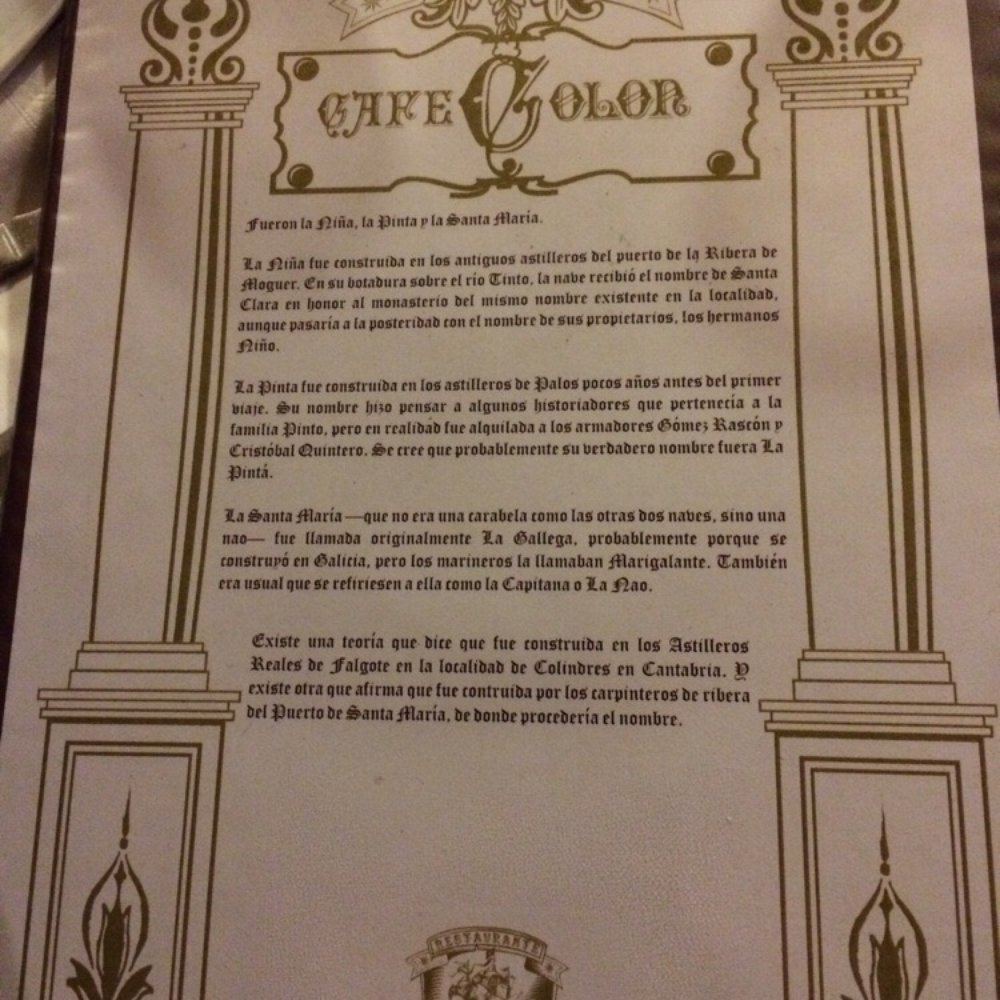 CAFE COLON
Fueron la Niña, la Pinta y la Santa María.
La Niña fue construida en los antiguos astilleros del puerto de la Ribera de
Moguer. En su botadura sobre el río Tinto, la nave recibió el nombre de Santa
Clara en honor al monasterio del mismo nombre existente en la localidad,
aunque pasaría a la posteridad con el nombre de sus propietarios, los hermanos
Niño.
La Pinta fue construida en los astilleros de Palos pocos años antes del primer
viaje. Su nombre hizo pensar a algunos historiadores que pertenecía a la
familia Pinto, pero en realidad fue alquilada a los armadores Gómez Rascón y
Cristóbal Quintero. Se cree que probablemente su verdadero nombre fuera La
Pintá.
La Santa María —que no era una carabela como las otras dos naves, sino una
nao— fue llamada originalmente La Gallega, probablemente porque se
construyó en Galicia, pero los marineros la llamaban Marigalante. También
era usual que se refiriesen a ella como la Capitana o La Nao.
Existe una teoría que dice que fue construida en los Astilleros
Reales de Falgote en la localidad de Colindres en Cantabria. Y
existe otra que afirma que fue contruida por los carpinteros de ribera
del Puerto de Santa María, de donde procedería el nombre.
RESTAURANTE